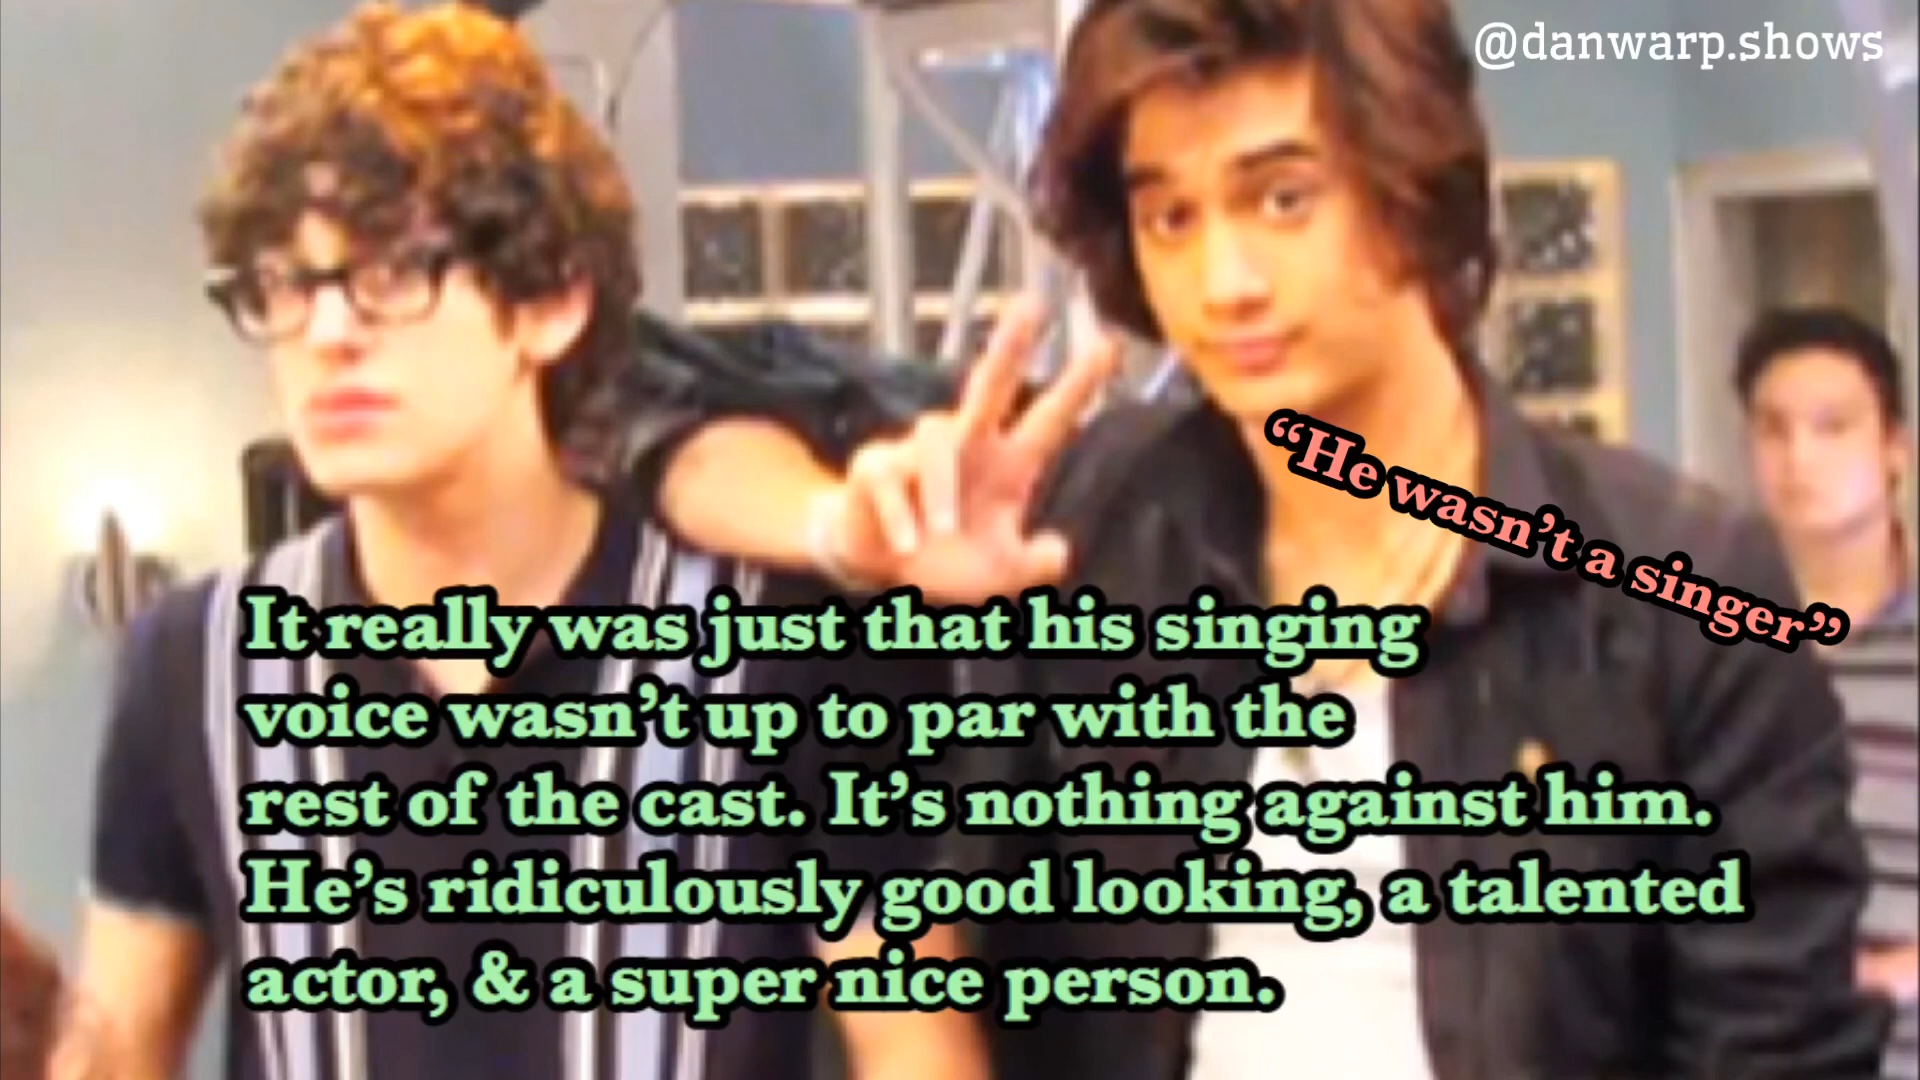 @danwarp.shows
“He wasn’t a singer”
It really was just that his singing
voice wasn’t up to par with the
rest of the cast. It’s nothing against him.
He’s ridiculously good looking, a talented
actor, & a super nice person.